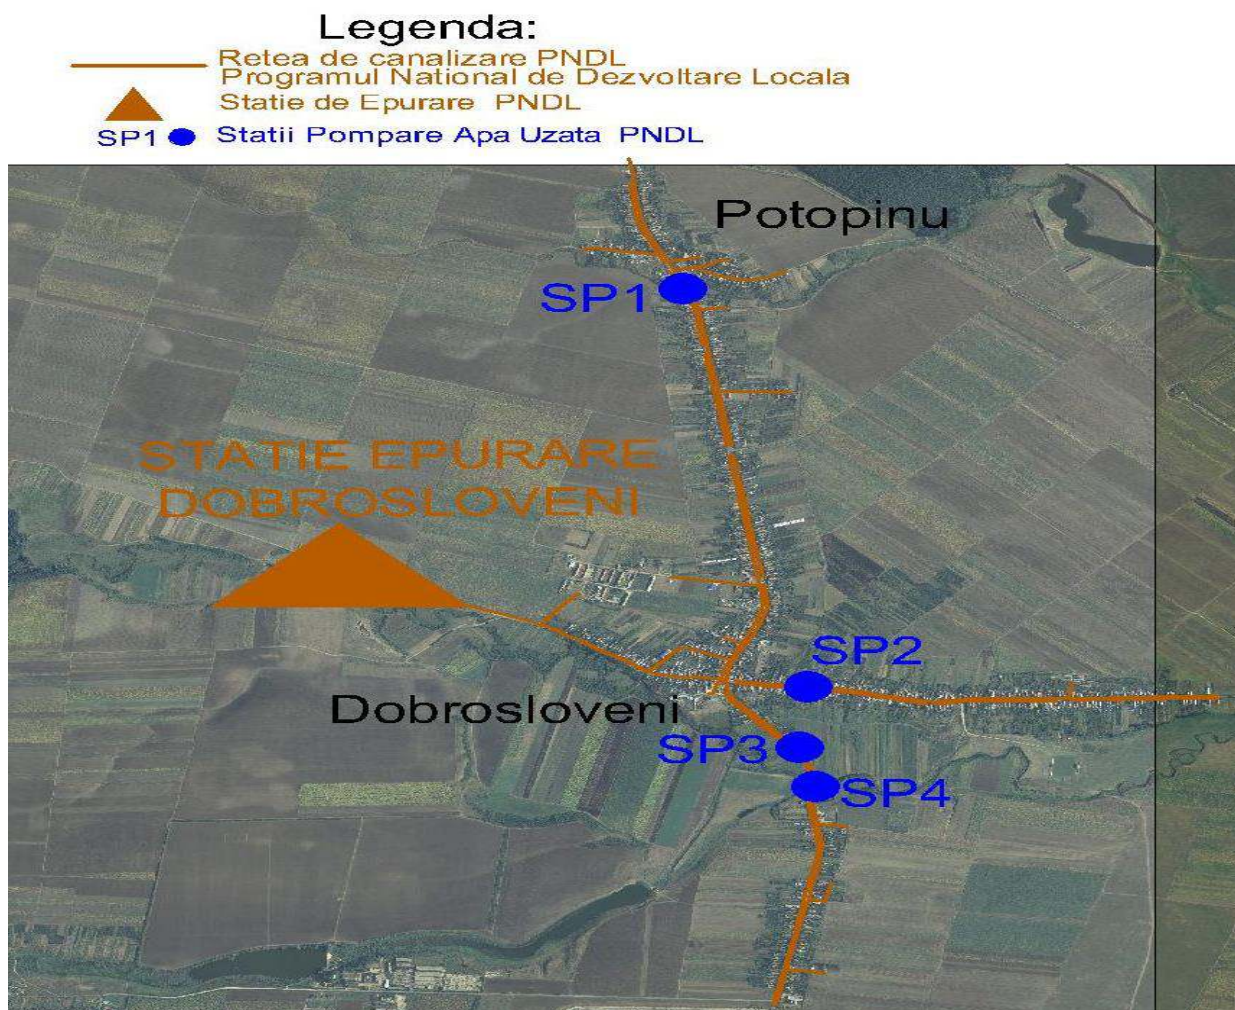 Legenda:
Retea de canalizare PNDL
Programul National de Dezvoltare Locala
Statie de Epurare PNDL
SP1 Statii Pompare Apa Uzata PNDL
Potopinu
SP1
STATIE EPURARE
DOBROSLOVENI
SP2
Dobrosloveni
SP3
SP4